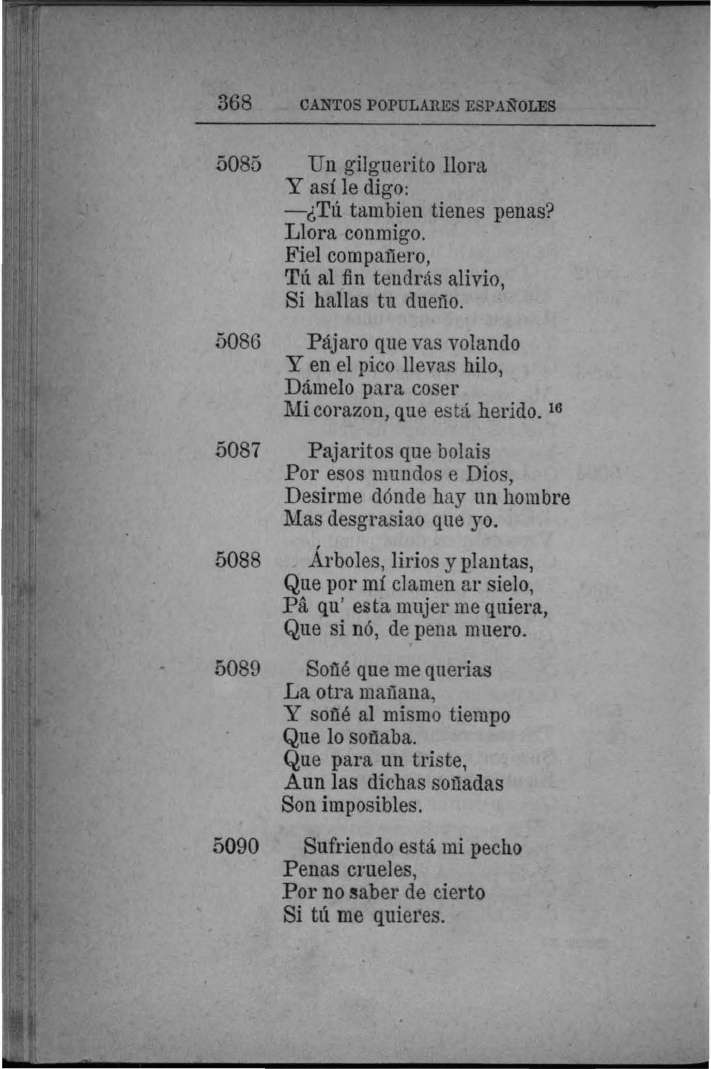 368 CANTOS POPULARES ESPAÑOLES
5085 Un gilguerito llora
Y así le digo:
—¿Tú tambien tienes penas?
Llora conmigo.
Fiel compañero,
Tú al fin tendrás alivio,
Si hallas tu dueño.
5086 Pájaro que vas volando
Y en el pico llevas hilo,
Dámelo para coser
Mi corazon, que está herido. 16
5087 Pajaritos que bolais
Por esos mundos e Dios,
Desirme dónde hay un hombre
Mas desgrasiao que yo.
5088 Árboles, lirios y plantas,
Que por mí clamen ar sielo,
Pâ qu' esta mujer me quiera,
Que si nó, de pena muero.
5089 Soñé que me querias
La otra mañana,
Y soñé al mismo tiempo
Que lo soñaba.
Que para un triste,
Aun las dichas soñadas
Son imposibles.
5090 Sufriendo está mi pecho
Penas crueles,
Por no saber de cierto
Si tú me quieres.